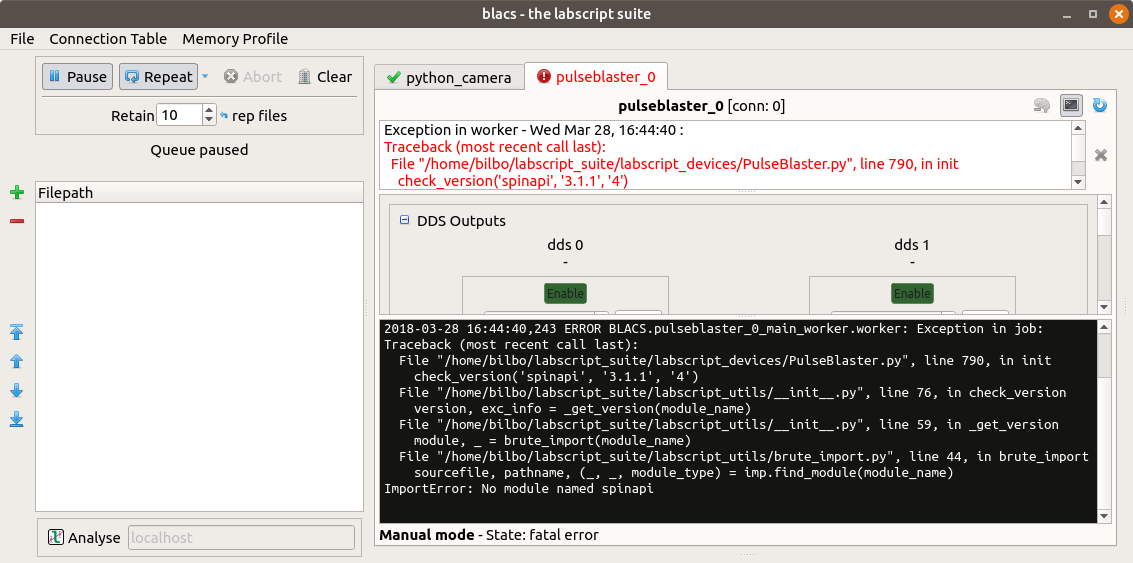 blacs - the labscript suite
File Connection Table Memory Profile
Pause Repeat Abort Clear
Retain 10 rep files
Queue paused
Filepath
Analyse localhost
python_camera pulseblaster_0
pulseblaster_0 [conn: 0]
Exception in worker - Wed Mar 28, 16:44:40 :
Traceback (most recent call last):
File "/home/bilbo/labscript_suite/labscript_devices/PulseBlaster.py", line 790, in init
check_version('spinapi', '3.1.1', '4')
DDS Outputs
dds 0 dds 1
- -
Enable Enable
2018-03-28 16:44:40,243 ERROR BLACS.pulseblaster_0_main_worker.worker: Exception in job:
Traceback (most recent call last):
File "/home/bilbo/labscript_suite/labscript_devices/PulseBlaster.py", line 790, in init
check_version('spinapi', '3.1.1', '4')
File "/home/bilbo/labscript_suite/labscript_utils/__init__.py", line 76, in check_version
version, exc_info = _get_version(module_name)
File "/home/bilbo/labscript_suite/labscript_utils/__init__.py", line 59, in _get_version
module, _ = brute_import(module_name)
File "/home/bilbo/labscript_suite/labscript_utils/brute_import.py", line 44, in brute_import
sourcefile, pathname, (_, _, module_type) = imp.find_module(module_name)
ImportError: No module named spinapi
Manual mode - State: fatal error